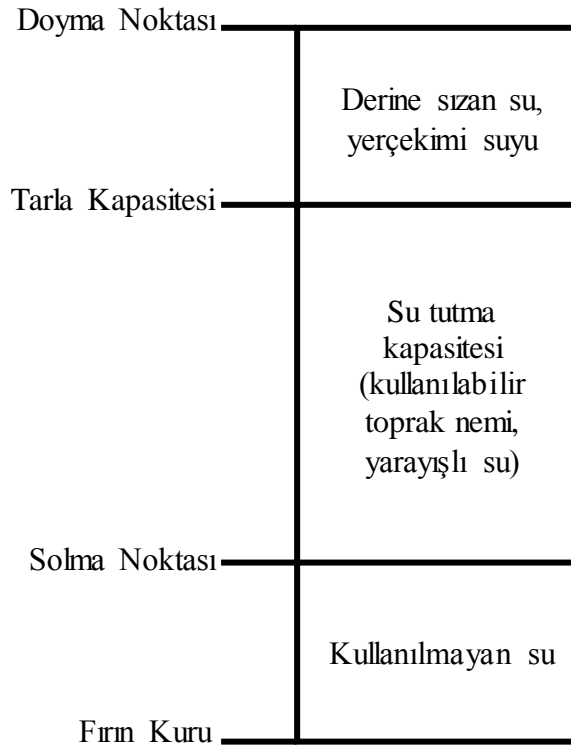 Doyma Noktası
Derine sızan su,
yerçekimi suyu
Tarla Kapasitesi
Su tutma
kapasitesi
(kullanılabilir
toprak nemi,
yarayışlı su)
Solma Noktası
Kullanılmayan su
Fırın Kuru